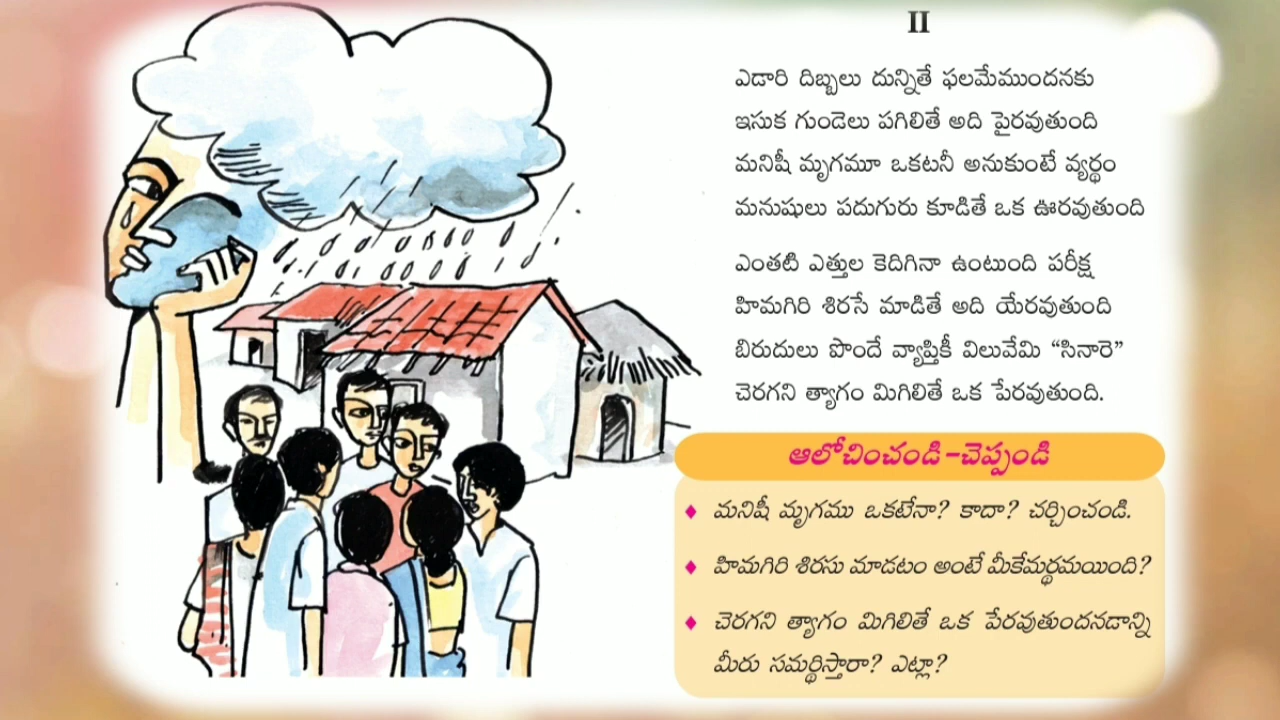 II
ఎడారి దిబ్బలు దున్నితే ఫలమేముందనకు
ఇసుక గుండెలు పగిలితే అది పైరవుతుంది
మనిషీ మృగమూ ఒకటనీ అనుకుంటే వ్యర్థం
మనుషులు పదుగురు కూడితే ఒక ఊరవుతుంది
ఎంతటి ఎత్తుల కెదిగినా ఉంటుంది పరీక్ష
హిమగిరి శిరసే మాడితే అది యేరవుతుంది
బిరుదులు పొందే వ్యాప్తికీ విలువేమి “సినారె”
చెరగని త్యాగం మిగిలితే ఒక పేరవుతుంది.
ఆలోచించండి-చెప్పండి
♦ మనిషీ మృగము ఒకటేనా? కాదా? చర్చించండి.
♦ హిమగిరి శిరసు మాడటం అంటే మీకేమర్థమయింది?
♦ చెరగని త్యాగం మిగిలితే ఒక పేరవుతుందనడాన్ని
మీరు సమర్థిస్తారా? ఎట్లా?